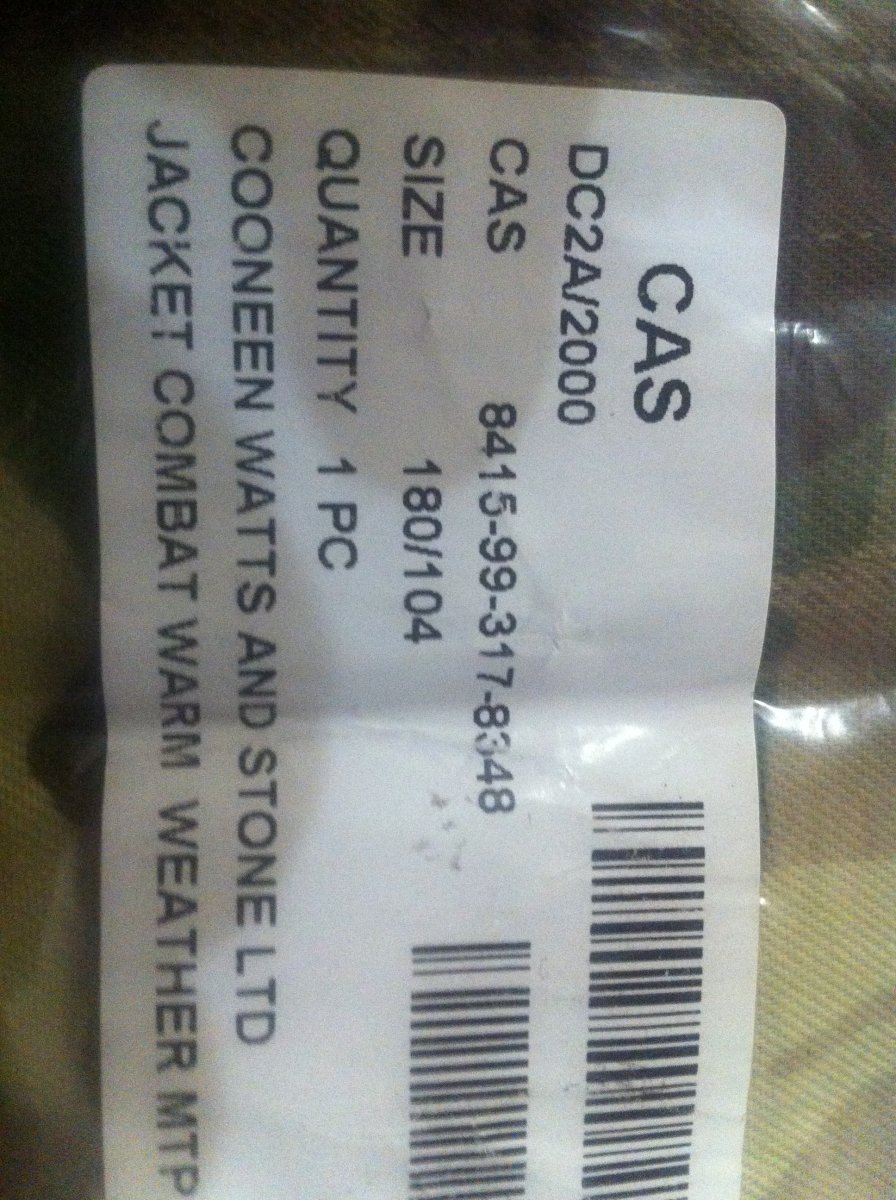 CAS
DC2A/2000
CAS 8415-99-317-8348
SIZE 180/104
QUANTITY 1 PC
COONEEN WATTS AND STONE LTD
JACKET COMBAT WARM WEATHER MTP